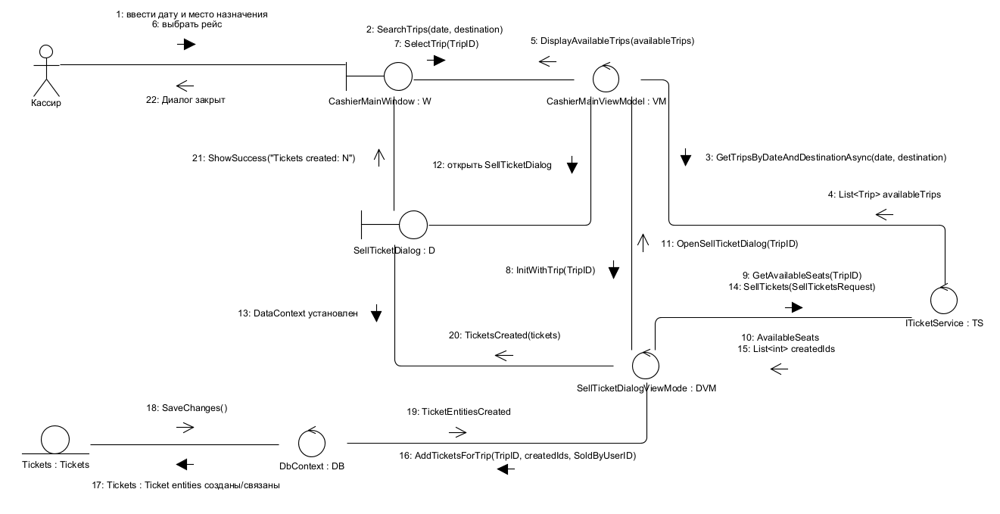 1: ввести дату и место назначения
6: выбрать рейс
2: SearchTrips(date, destination)
7: SelectTrip(TripID)
5: DisplayAvailableTrips(availableTrips)
Кассир
22: Диалог закрыт
CashierMainWindow : W
CashierMainViewModel : VM
21: ShowSuccess("Tickets created: N")
12: открыть SellTicketDialog
3: GetTripsByDateAndDestinationAsync(date, destination)
4: List<Trip> availableTrips
SellTicketDialog : D
11: OpenSellTicketDialog(TripID)
8: InitWithTrip(TripID)
9: GetAvailableSeats(TripID)
14: SellTickets(SellTicketsRequest)
13: DataContext установлен
ITicketService : TS
20: TicketsCreated(tickets)
10: AvailableSeats
15: List<int> createdIds
SellTicketDialogViewMode : DVM
18: SaveChanges()
19: TicketEntitiesCreated
Tickets : Tickets
DbContext : DB
16: AddTicketsForTrip(TripID, createdIds, SoldByUserID)
17: Tickets : Ticket entities созданы/связаны